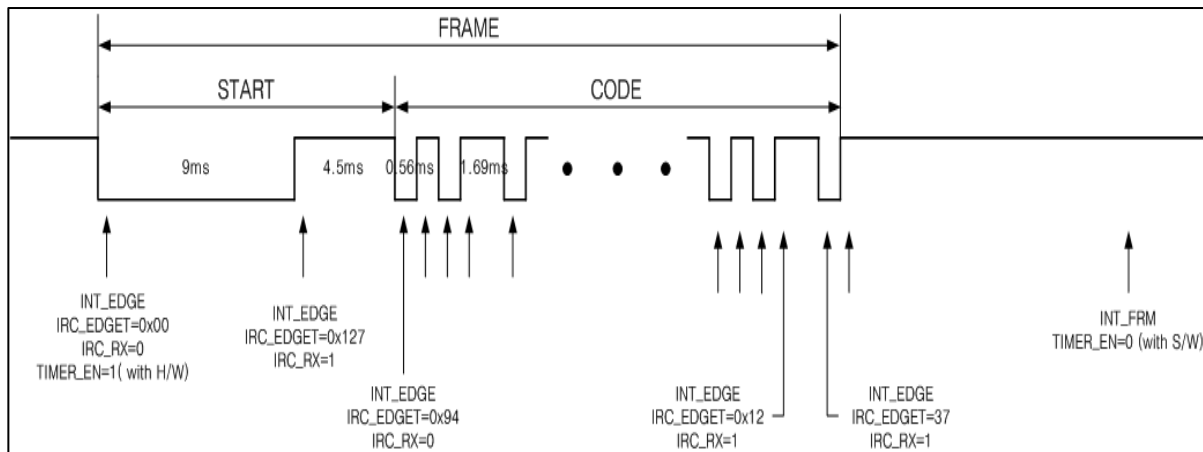 FRAME
START
CODE
9ms
4.5ms
0.56ms
1.69ms
INT_EDGE
IRC_EDGET=0x00
IRC_RX=0
TIMER_EN=1( with H/W)
INT_EDGE
IRC_EDGET=0x127
IRC_RX=1
INT_EDGE
IRC_EDGET=0x94
IRC_RX=0
INT_EDGE
IRC_EDGET=0x12
IRC_RX=1
INT_EDGE
IRC_EDGET=37
IRC_RX=1
INT_FRM
TIMER_EN=0 (with S/W)